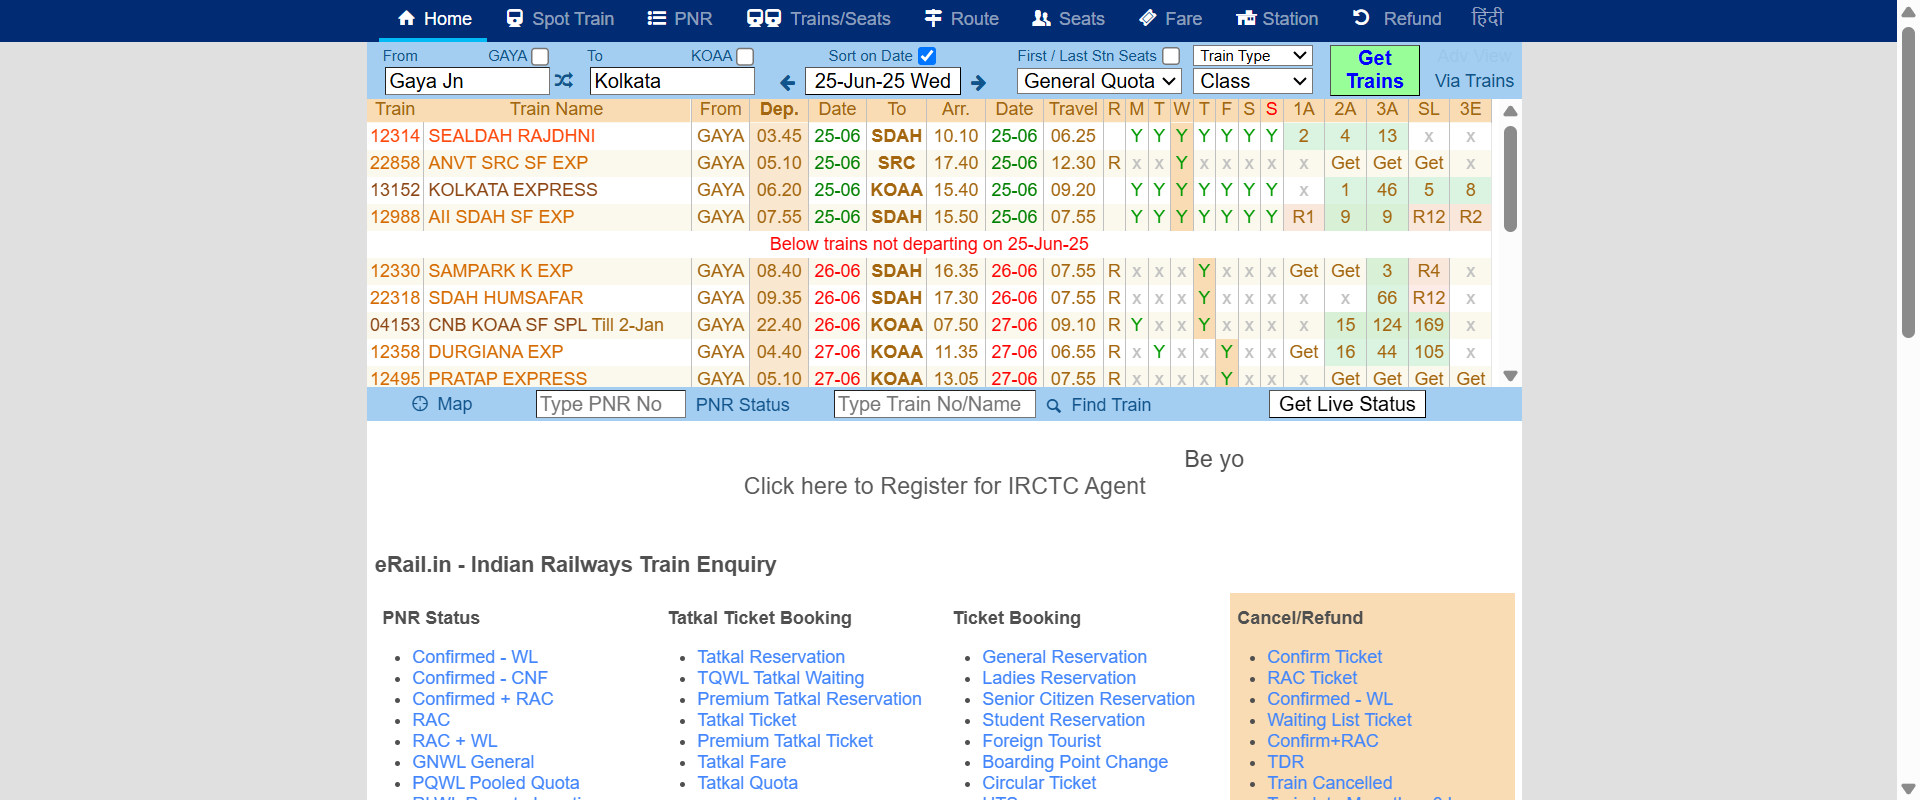 Home Spot Train PNR Trains/Seats Route Seats Fare Station Refund हिंदी
From GAYA To KOAA Sort on Date First / Last Stn Seats Train Type Get Trains Adv View
Gaya Jn Kolkata 25-Jun-25 Wed General Quota Class Via Trains
Train Train Name From Dep. Date To Arr. Date Travel R M T W T F S S 1A 2A 3A SL 3E
12314 SEALDAH RAJDHNI GAYA 03.45 25-06 SDAH 10.10 25-06 06.25 Y Y Y Y Y Y Y 2 4 13 x x
22858 ANVT SRC SF EXP GAYA 05.10 25-06 SRC 17.40 25-06 12.30 R x x Y x x x x x Get Get Get x
13152 KOLKATA EXPRESS GAYA 06.20 25-06 KOAA 15.40 25-06 09.20 Y Y Y Y Y Y Y x 1 46 5 8
12988 AII SDAH SF EXP GAYA 07.55 25-06 SDAH 15.50 25-06 07.55 Y Y Y Y Y Y Y R1 9 9 R12 R2
Below trains not departing on 25-Jun-25
12330 SAMPARK K EXP GAYA 08.40 26-06 SDAH 16.35 26-06 07.55 R x x x Y x x x Get Get 3 R4 x
22318 SDAH HUMSAFAR GAYA 09.35 26-06 SDAH 17.30 26-06 07.55 R x x x Y x x x x x 66 R12 x
04153 CNB KOAA SF SPL Till 2-Jan GAYA 22.40 26-06 KOAA 07.50 27-06 09.10 R Y x x Y x x x x 15 124 169 x
12358 DURGIANA EXP GAYA 04.40 27-06 KOAA 11.35 27-06 06.55 R x Y x x Y x x Get 16 44 105 x
12495 PRATAP EXPRESS GAYA 05.10 27-06 KOAA 13.05 27-06 07.55 R x x x x Y x x x Get Get Get Get
Map Type PNR No PNR Status Type Train No/Name Find Train Get Live Status
Be yo
Click here to Register for IRCTC Agent
eRail.in - Indian Railways Train Enquiry
PNR Status
Confirmed - WL
Confirmed - CNF
Confirmed + RAC
RAC
RAC + WL
GNWL General
PQWL Pooled Quota
Tatkal Ticket Booking
Tatkal Reservation
TQWL Tatkal Waiting
Premium Tatkal Reservation
Tatkal Ticket
Premium Tatkal Ticket
Tatkal Fare
Tatkal Quota
Ticket Booking
General Reservation
Ladies Reservation
Senior Citizen Reservation
Student Reservation
Foreign Tourist
Boarding Point Change
Circular Ticket
Cancel/Refund
Confirm Ticket
RAC Ticket
Confirmed - WL
Waiting List Ticket
Confirm+RAC
TDR
Train Cancelled